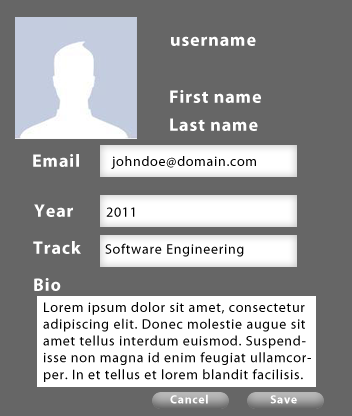 username
First name
Last name
Email johndoe@domain.com
Year 2011
Track Software Engineering
Bio
Lorem ipsum dolor sit amet, consectetur
adipiscing elit. Donec molestie augue sit
amet tellus interdum euismod. Suspend-
isse non magna id enim feugiat ullamcor-
per. In et tellus et lorem blandit facilisis.
Cancel Save